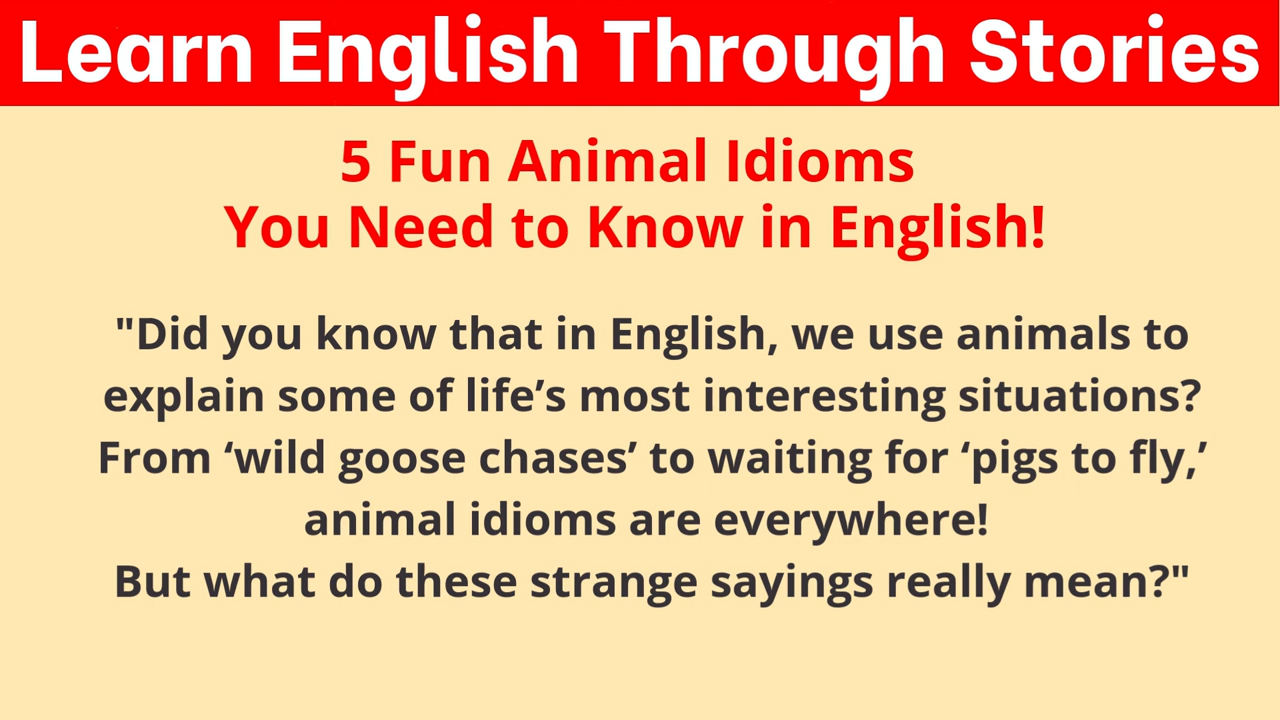 Learn English Through Stories
5 Fun Animal Idioms
You Need to Know in English!
"Did you know that in English, we use animals to
explain some of life’s most interesting situations?
From ‘wild goose chases’ to waiting for ‘pigs to fly,’
animal idioms are everywhere!
But what do these strange sayings really mean?"